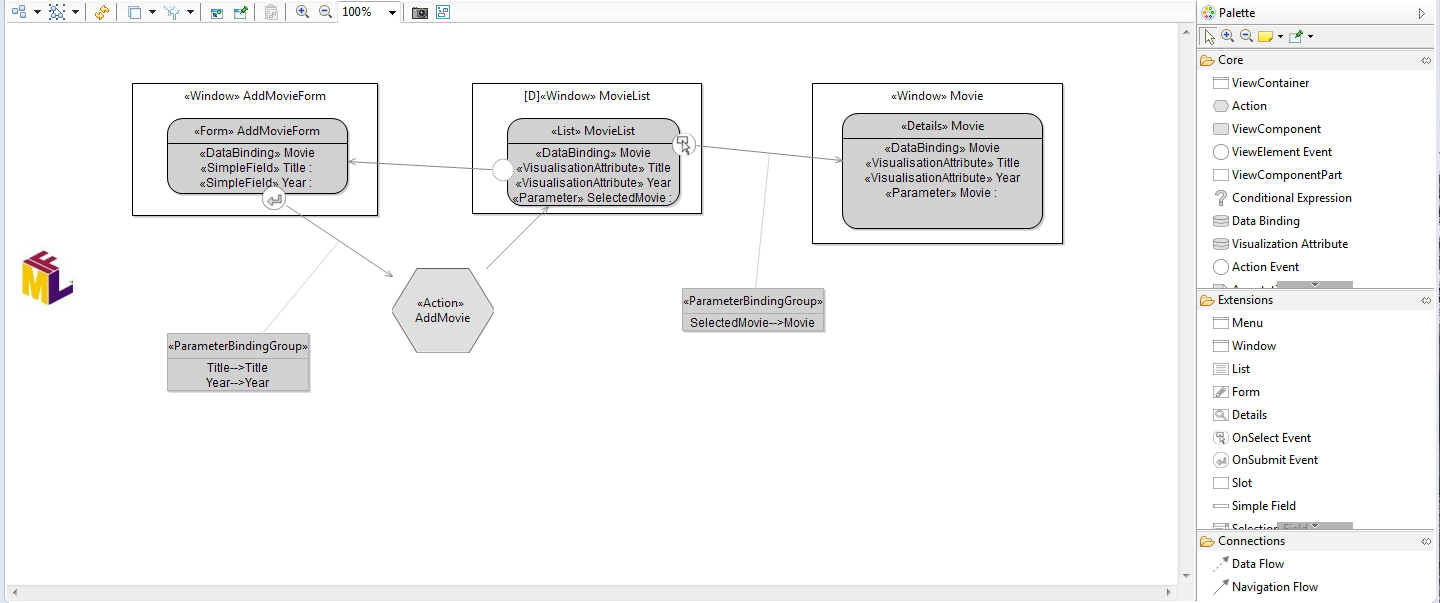 100%
«Window» AddMovieForm
«Form» AddMovieForm
«DataBinding» Movie
«SimpleField» Title :
«SimpleField» Year :
[D]«Window» MovieList
«List» MovieList
«DataBinding» Movie
«VisualisationAttribute» Title
«VisualisationAttribute» Year
«Parameter» SelectedMovie :
«Window» Movie
«Details» Movie
«DataBinding» Movie
«VisualisationAttribute» Title
«VisualisationAttribute» Year
«Parameter» Movie :
IFML
«Action»
AddMovie
«ParameterBindingGroup»
SelectedMovie-->Movie
«ParameterBindingGroup»
Title-->Title
Year-->Year
Palette
Core
ViewContainer
Action
ViewComponent
ViewElement Event
ViewComponentPart
Conditional Expression
Data Binding
Visualization Attribute
Action Event
Extensions
Menu
Window
List
Form
Details
OnSelect Event
OnSubmit Event
Slot
Simple Field
Selection Field
Connections
Data Flow
Navigation Flow